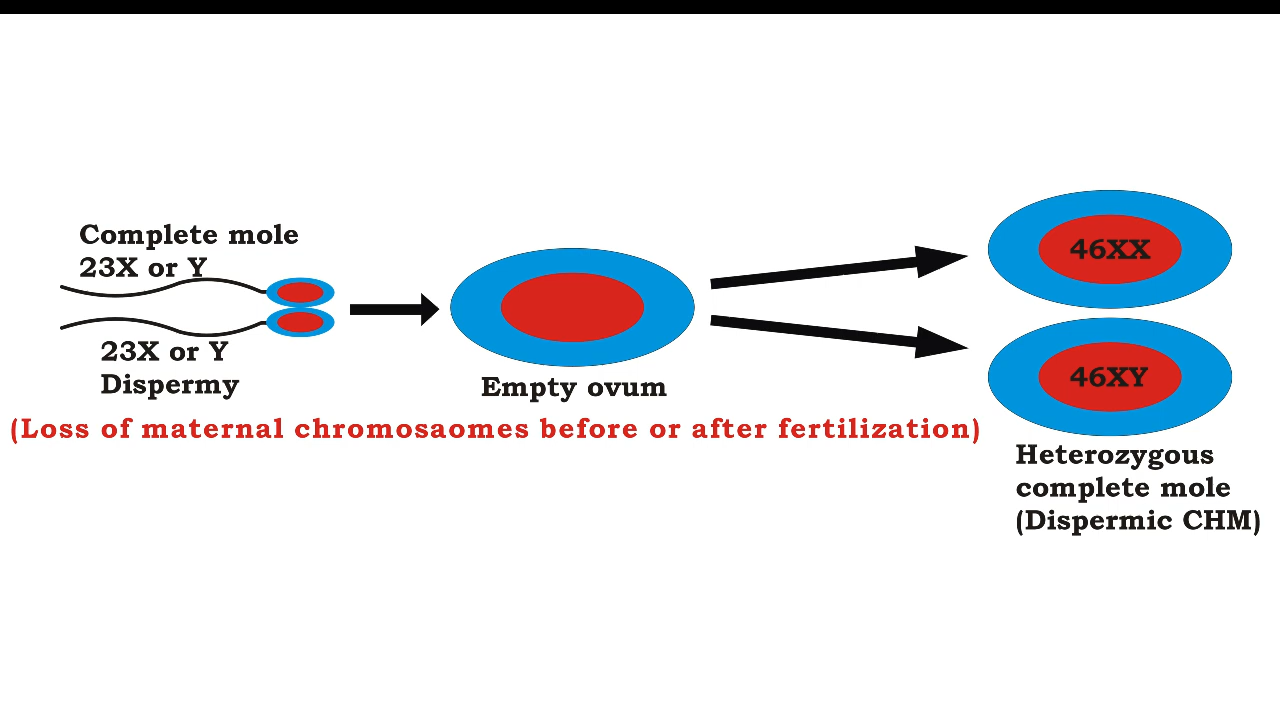 Complete mole
23X or Y
23X or Y
Dispermy
Empty ovum
(Loss of maternal chromosaomes before or after fertilization)
46XX
46XY
Heterozygous
complete mole
(Dispermic CHM)